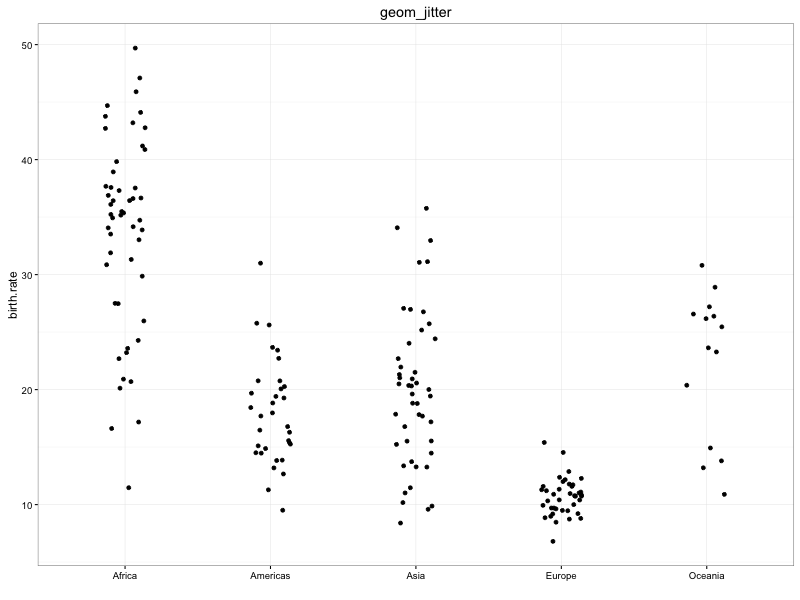 geom_jitter
birth.rate
50
40
30
20
10
Africa
Americas
Asia
Europe
Oceania